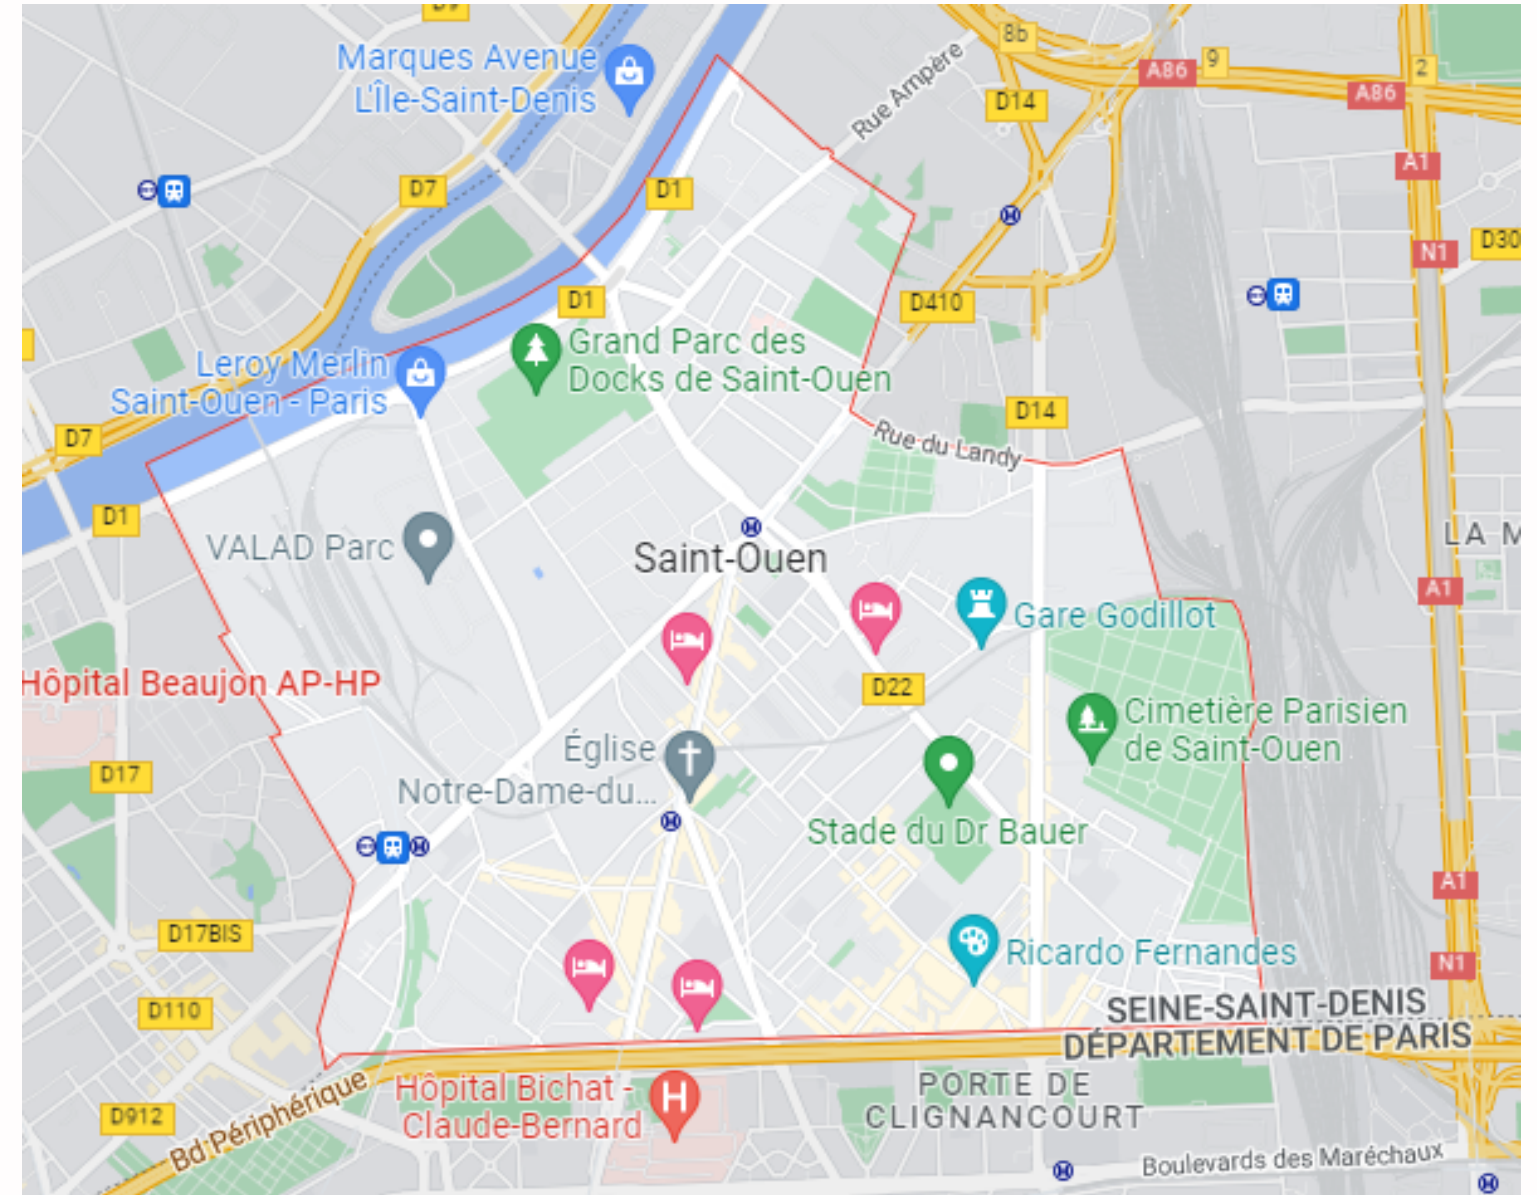 D9
Marques Avenue
L'Île-Saint-Denis
8b
9
2
A86
A86
Rue Ampère
D14
A1
D7
D1
N1
D30
D1
D410
Grand Parc des
Docks de Saint-Ouen
Leroy Merlin
Saint-Ouen - Paris
D7
D14
Rue du Landy
D1
VALAD Parc
Saint-Ouen
LA M
A1
Gare Godillot
Hôpital Beaujon AP-HP
D22
Cimetière Parisien
de Saint-Ouen
Église
Notre-Dame-du...
D17
Stade du Dr Bauer
A1
D17BIS
Ricardo Fernandes
N1
D110
SEINE-SAINT-DENIS
DÉPARTEMENT DE PARIS
Bd Périphérique
D912
Hôpital Bichat -
Claude-Bernard
H
PORTE DE
CLIGNANCOURT
Boulevards des Maréchaux